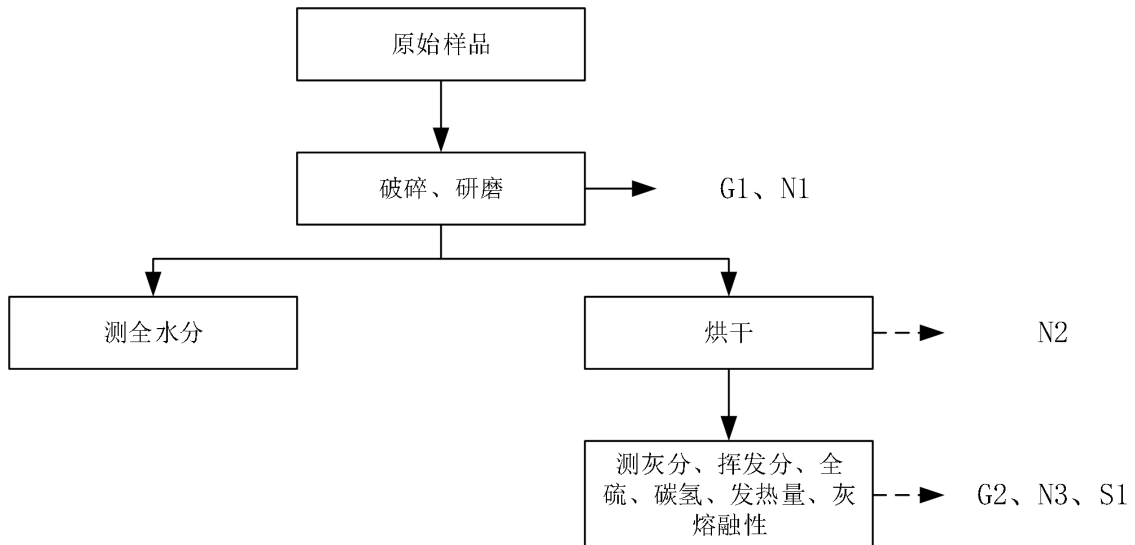 原始样品
破碎、研磨
G1、N1
测全水分
烘干
N2
测灰分、挥发分、全
硫、碳氢、发热量、灰
熔融性
G2、N3、S1